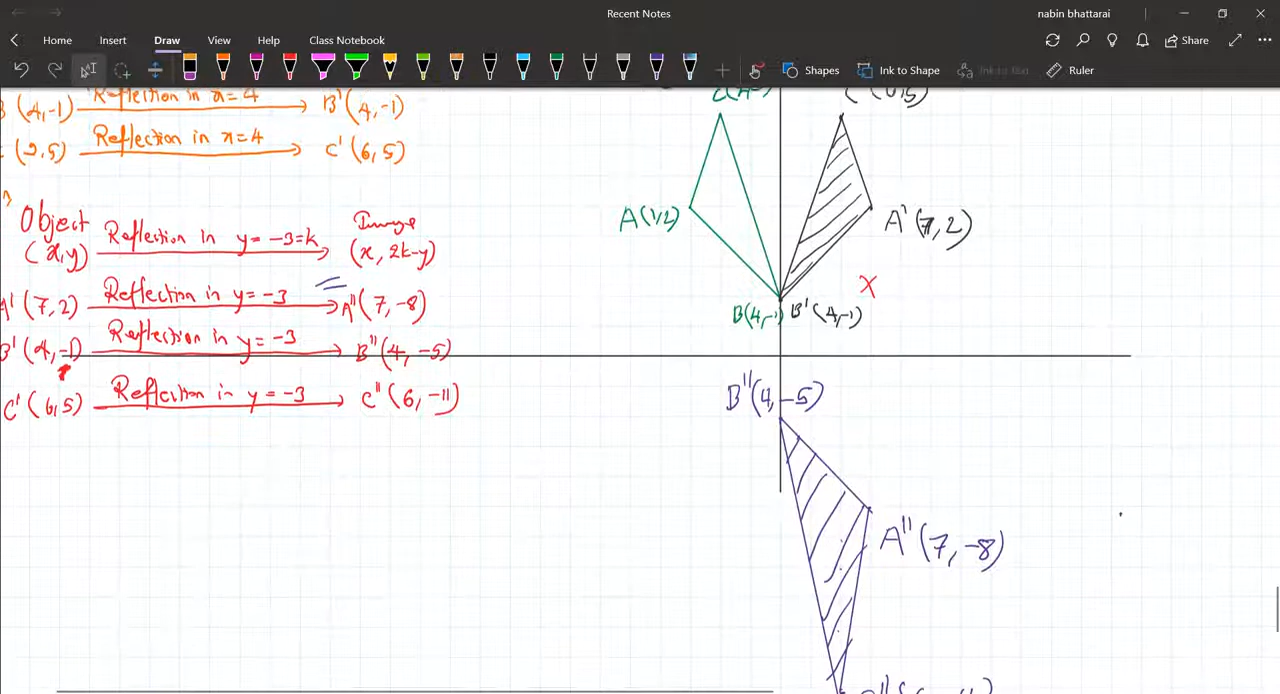 Recent Notes
nabin bhattarai
Home Insert Draw View Help Class Notebook
Share
Shapes Ink to Shape Ink to Text Ruler
(4,-1) Reflection in x=4 B'(4,-1)
(2,5) Reflection in x=4 C'(6,5)
Object Reflection in y=-3=k Image
(x,y) (x, 2k-y)
A'(7,2) Reflection in y=-3 A''(7,-8)
B'(4,-1) Reflection in y=-3 B''(4,-5)
C'(6,5) Reflection in y=-3 C''(6,-11)
A(1,2)
A'(7,2)
X
B(4,-1) B'(4,-1)
B''(4,-5)
A''(7,-8)